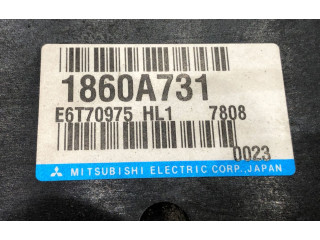 1860A731
E6T70975 HL1 7808
0023
MITSUBISHI ELECTRIC CORP., JAPAN